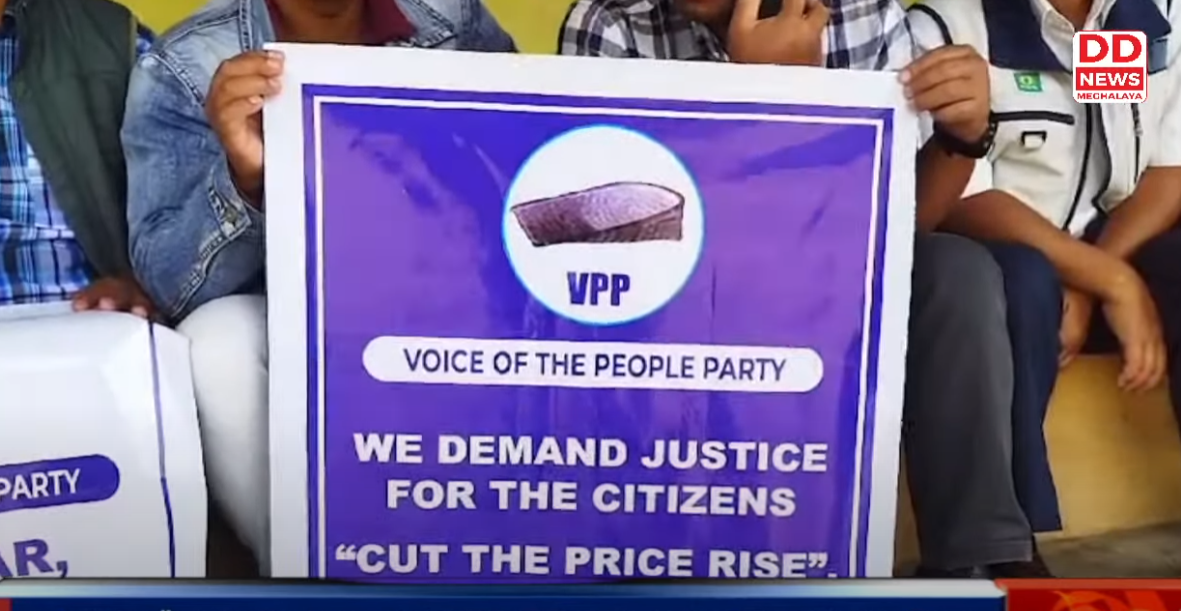 DD
NEWS
MEGHALAYA
VPP
VOICE OF THE PEOPLE PARTY
WE DEMAND JUSTICE
FOR THE CITIZENS
"CUT THE PRICE RISE".
PARTY
AR,